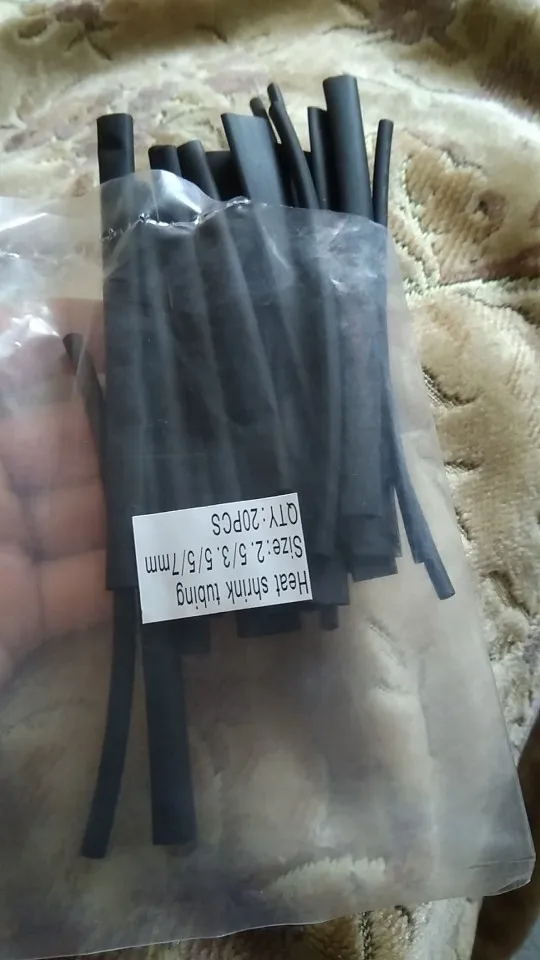 Heat shrink tubing
Size:2.5/3.5/5/7mm
QTY:20PCS